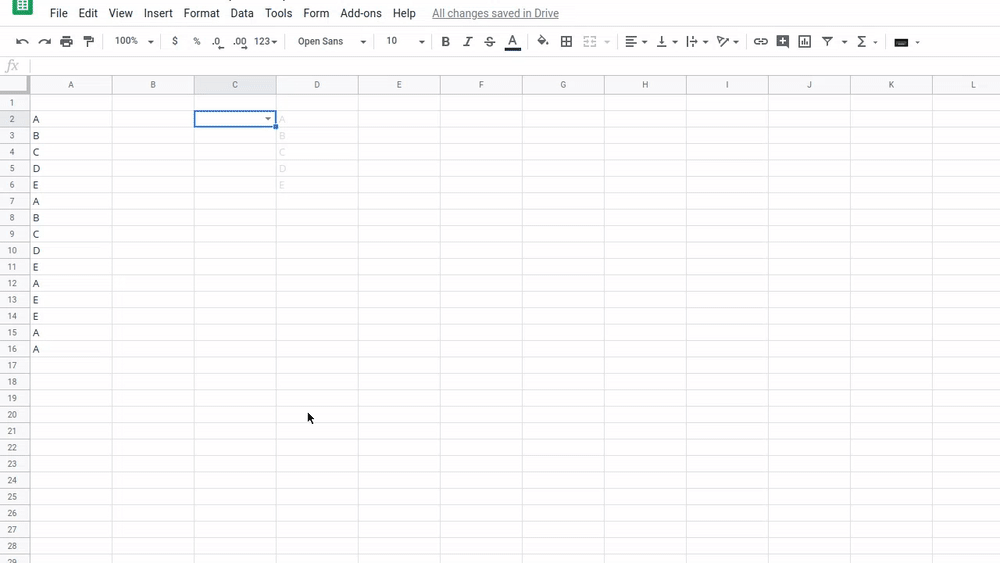 File Edit View Insert Format Data Tools Form Add-ons Help All changes saved in Drive
100% $ % .0 .00 123 Open Sans 10 B I S A
fx
A B C D E F G H I J K L
1
2 A A
3 B B
4 C C
5 D D
6 E E
7 A
8 B
9 C
10 D
11 E
12 A
13 E
14 E
15 A
16 A
17
18
19
20
21
22
23
24
25
26
27
28
29